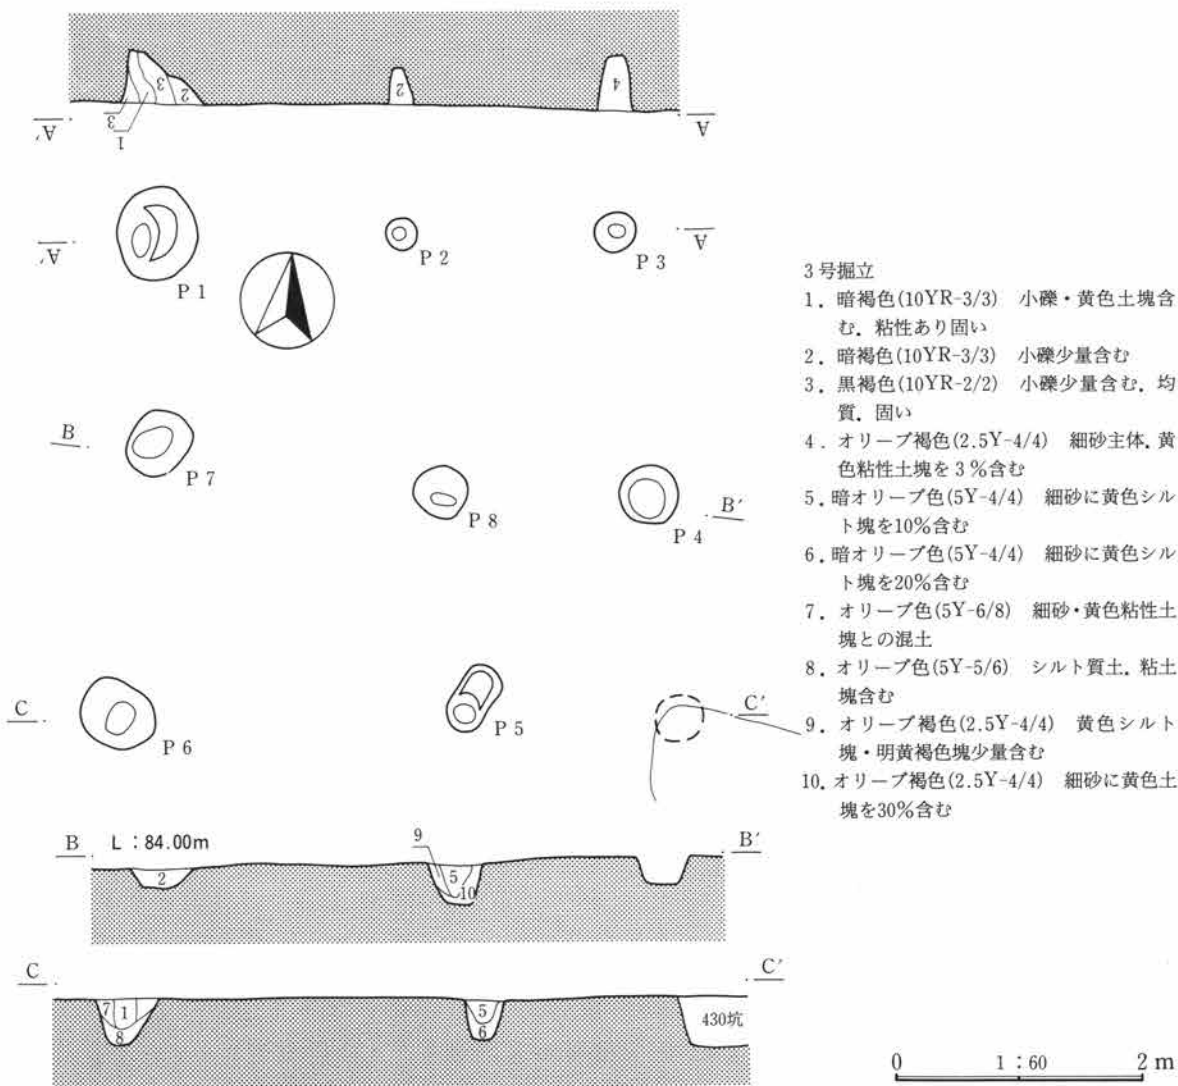 3 2 2 4
3
1
A′ A
A′ A
P 1
P 2
P 3
B
P 7
P 8
P 4
B′
C
P 6
P 5
C′
3号掘立
1．暗褐色(10YR-3/3)　小礫・黄色土塊含
む．粘性あり固い
2．暗褐色(10YR-3/3)　小礫少量含む
3．黒褐色(10YR-2/2)　小礫少量含む．均
質．固い
4．オリーブ褐色(2.5Y-4/4)　細砂主体．黄
色粘性土塊を3％含む
5．暗オリーブ色(5Y-4/4)　細砂に黄色シル
ト塊を10%含む
6．暗オリーブ色(5Y-4/4)　細砂に黄色シル
ト塊を20%含む
7．オリーブ色(5Y-6/8)　細砂・黄色粘性土
塊との混土
8．オリーブ色(5Y-5/6)　シルト質土．粘土
塊含む
9．オリーブ褐色(2.5Y-4/4)　黄色シルト
塊・明黄褐色塊少量含む
10．オリーブ褐色(2.5Y-4/4)　細砂に黄色土
塊を30%含む
B L：84.00m 9 B′
2 5 10
C C′
7 1 8 5 6 430坑
0 1：60 2 m